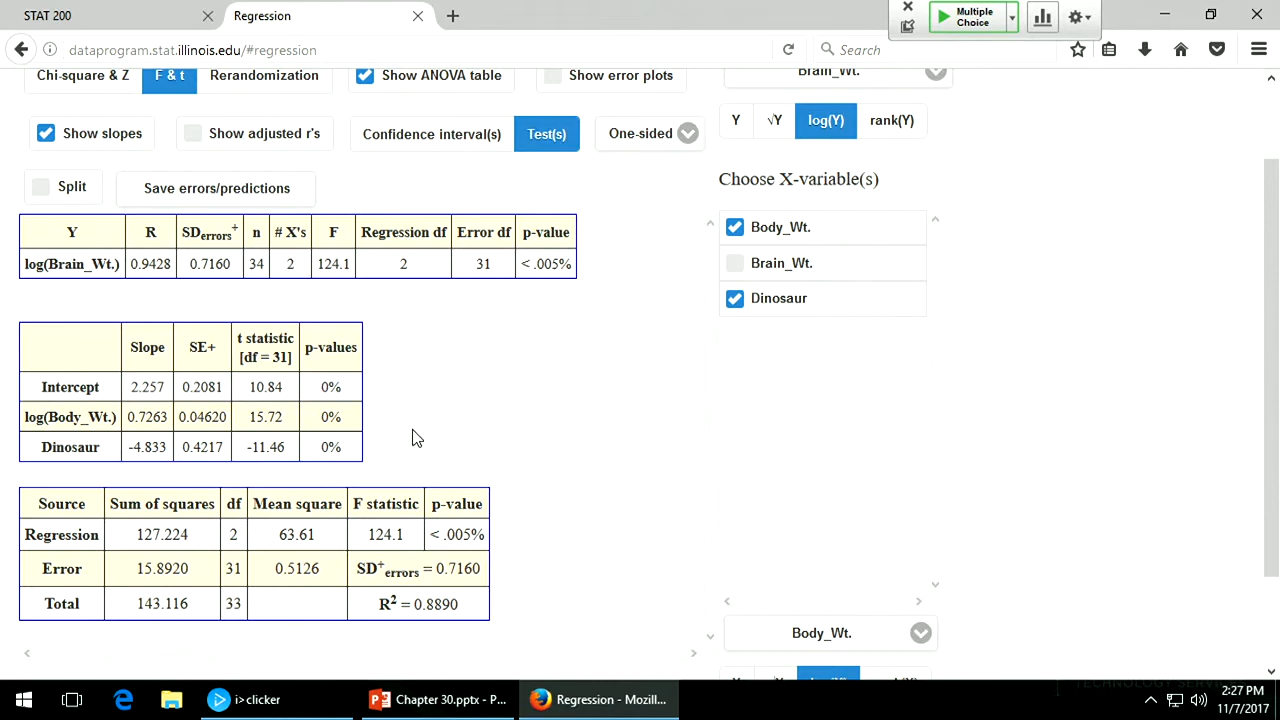 STAT 200
Regression
Multiple Choice
dataprogram.stat.illinois.edu/#regression
Search
Chi-square & Z F & t Rerandomization Show ANOVA table Show error plots Brain_Wt.
Show slopes Show adjusted r's Confidence interval(s) Test(s) One-sided
Y √Y log(Y) rank(Y)
Split Save errors/predictions
Choose X-variable(s)
Body_Wt.
Brain_Wt.
Dinosaur
Y R SDerrors+ n # X's F Regression df Error df p-value
log(Brain_Wt.) 0.9428 0.7160 34 2 124.1 2 31 < .005%
Slope SE+ t statistic [df = 31] p-values
Intercept 2.257 0.2081 10.84 0%
log(Body_Wt.) 0.7263 0.04620 15.72 0%
Dinosaur -4.833 0.4217 -11.46 0%
Source Sum of squares df Mean square F statistic p-value
Regression 127.224 2 63.61 124.1 < .005%
Error 15.8920 31 0.5126 SD+errors = 0.7160
Total 143.116 33 R2 = 0.8890
Body_Wt.
i>clicker
Chapter 30.pptx - P...
Regression - Mozill...
2:27 PM
11/7/2017